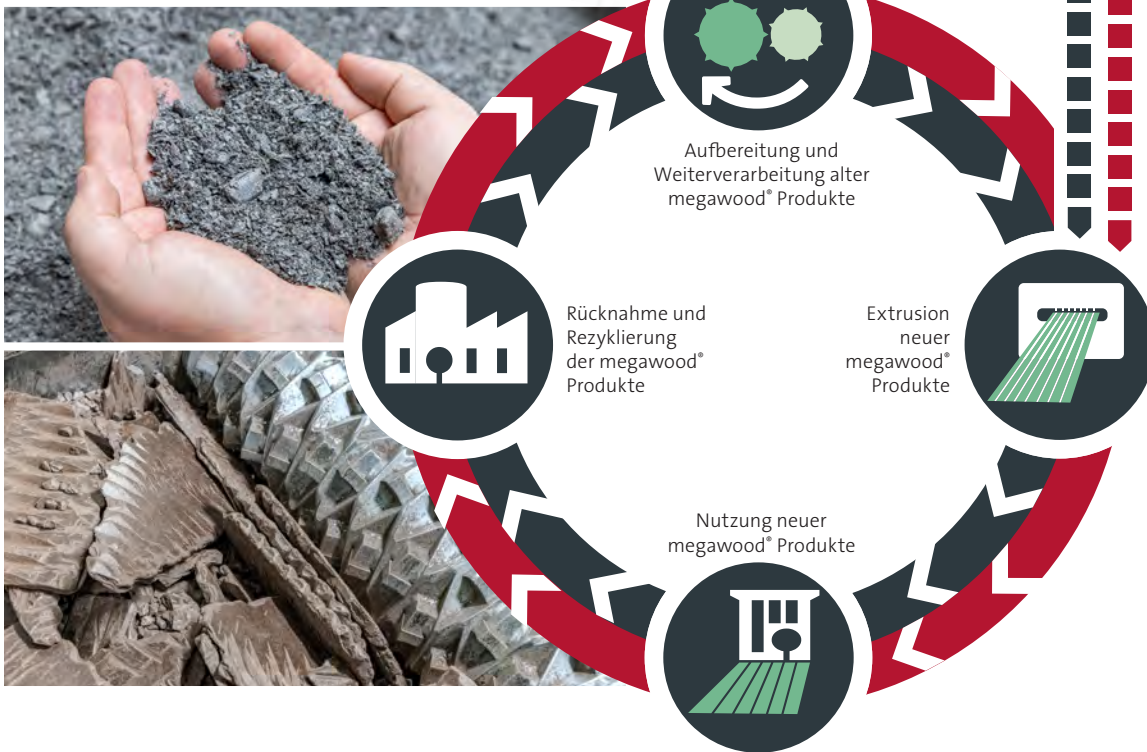 Aufbereitung und
Weiterverarbeitung alter
megawood® Produkte
Rücknahme und
Rezyklierung
der megawood®
Produkte
Extrusion
neuer
megawood®
Produkte
Nutzung neuer
megawood® Produkte